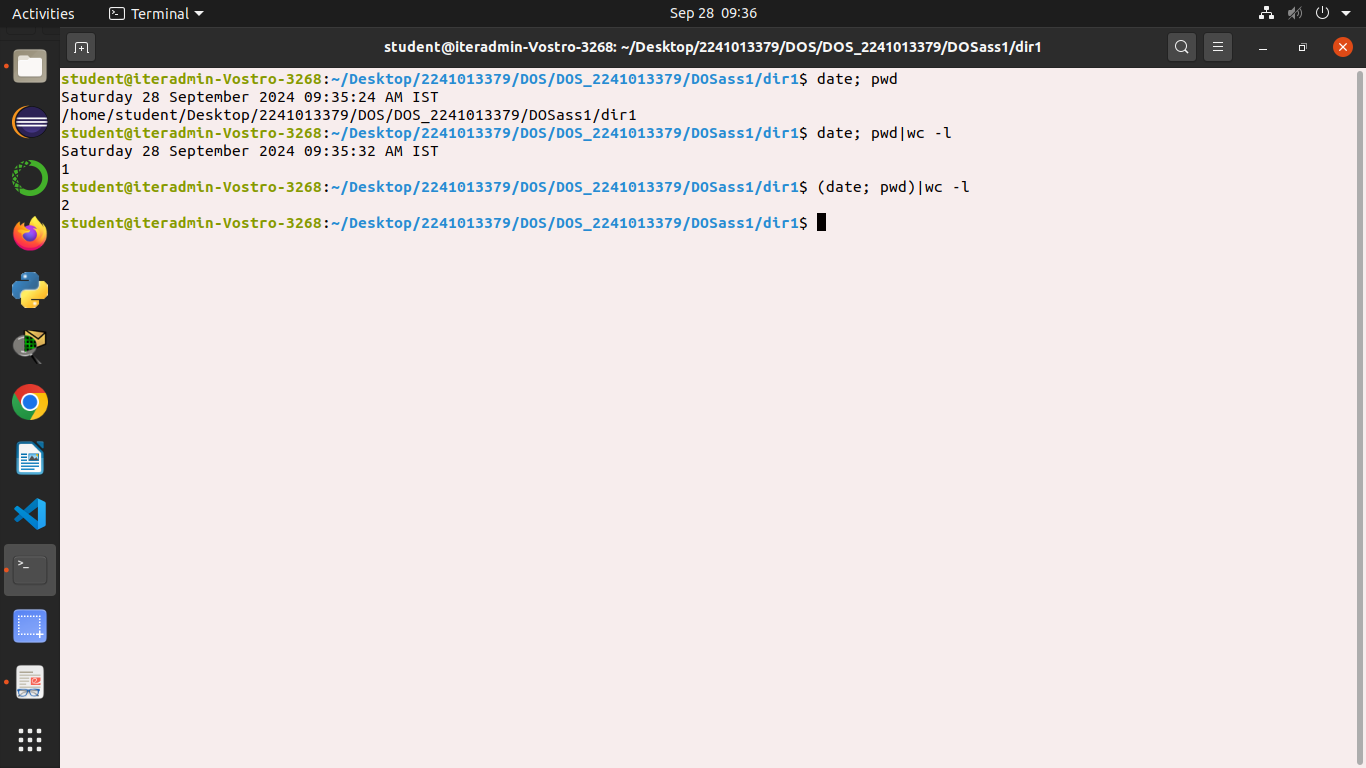 Activities Terminal Sep 28 09:36
student@iteradmin-Vostro-3268: ~/Desktop/2241013379/DOS/DOS_2241013379/DOSass1/dir1
student@iteradmin-Vostro-3268:~/Desktop/2241013379/DOS/DOS_2241013379/DOSass1/dir1$ date; pwd
Saturday 28 September 2024 09:35:24 AM IST
/home/student/Desktop/2241013379/DOS/DOS_2241013379/DOSass1/dir1
student@iteradmin-Vostro-3268:~/Desktop/2241013379/DOS/DOS_2241013379/DOSass1/dir1$ date; pwd|wc -l
Saturday 28 September 2024 09:35:32 AM IST
1
student@iteradmin-Vostro-3268:~/Desktop/2241013379/DOS/DOS_2241013379/DOSass1/dir1$ (date; pwd)|wc -l
2
student@iteradmin-Vostro-3268:~/Desktop/2241013379/DOS/DOS_2241013379/DOSass1/dir1$